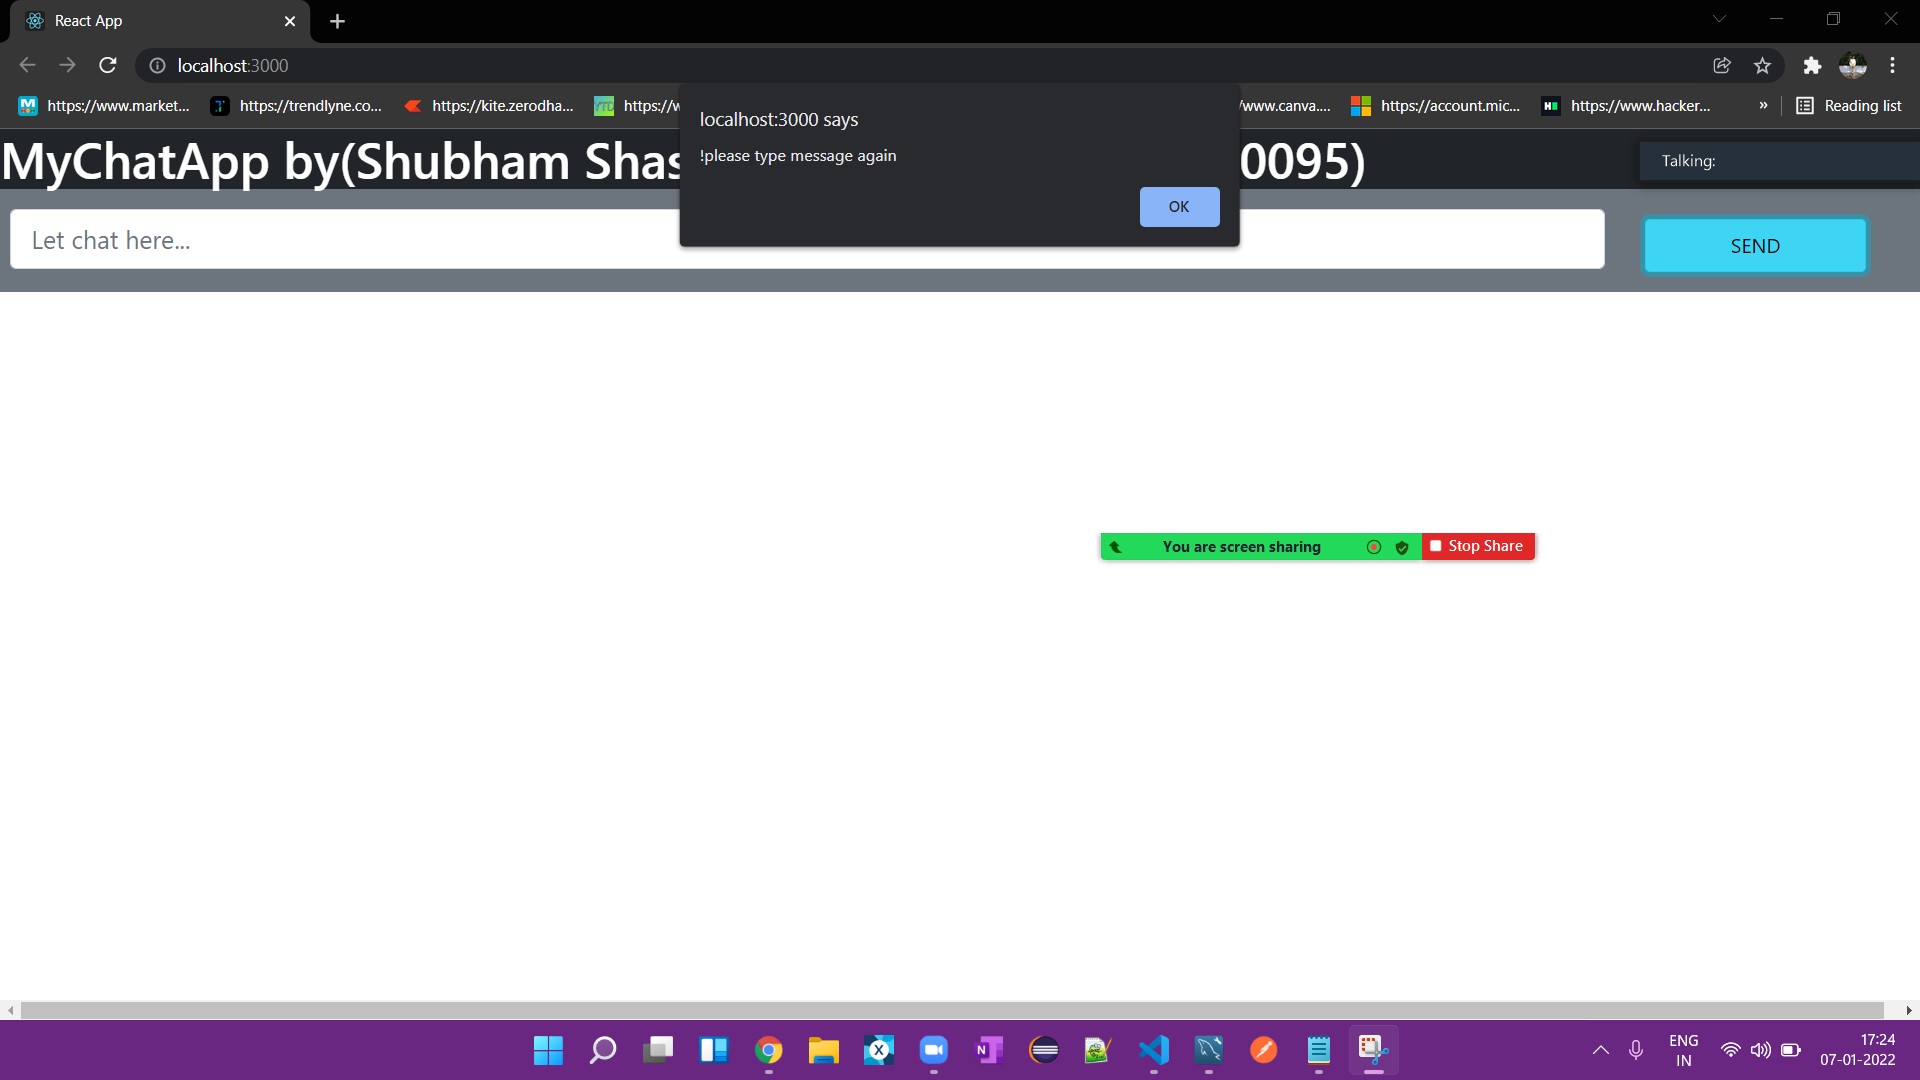 React App
localhost:3000
https://www.market... https://trendlyne.co... https://kite.zerodha... https://w /www.canva.... https://account.mic... https://www.hacker... » Reading list
localhost:3000 says
!please type message again
OK
MyChatApp by(Shubham Shas 0095)
Talking:
Let chat here...
SEND
You are screen sharing Stop Share
ENG
IN
17:24
07-01-2022